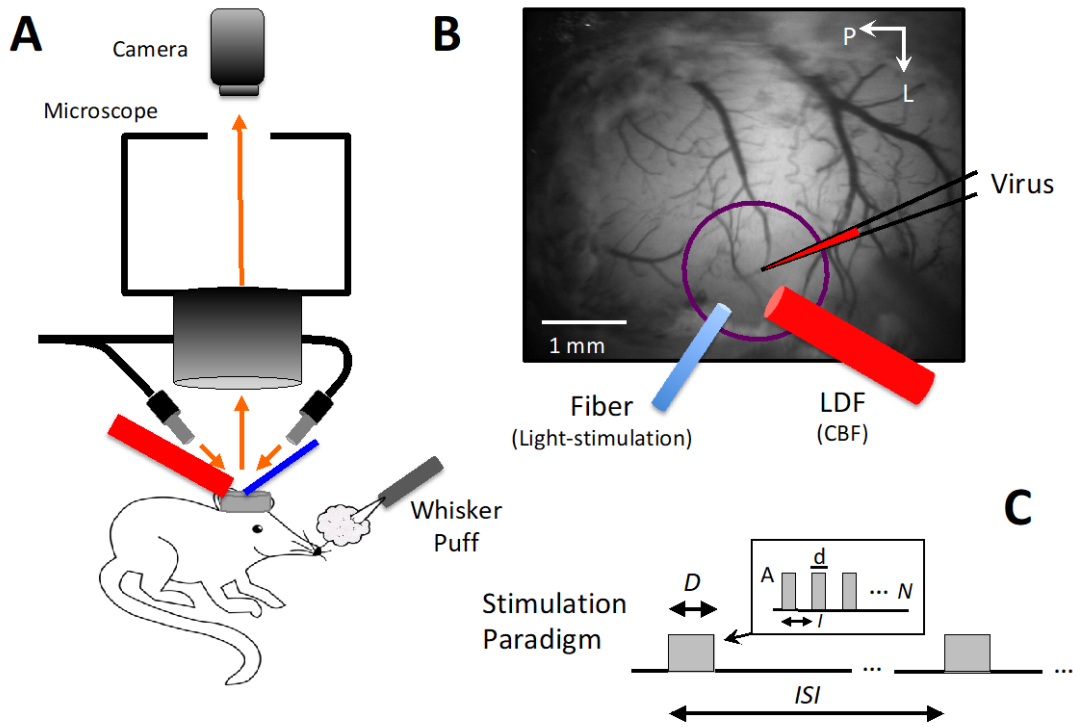 A
Camera
Microscope
Whisker
Puff
B
P
L
Virus
1 mm
Fiber
(Light-stimulation)
LDF
(CBF)
C
Stimulation
Paradigm
D
A
d
... N
I
...
...
ISI